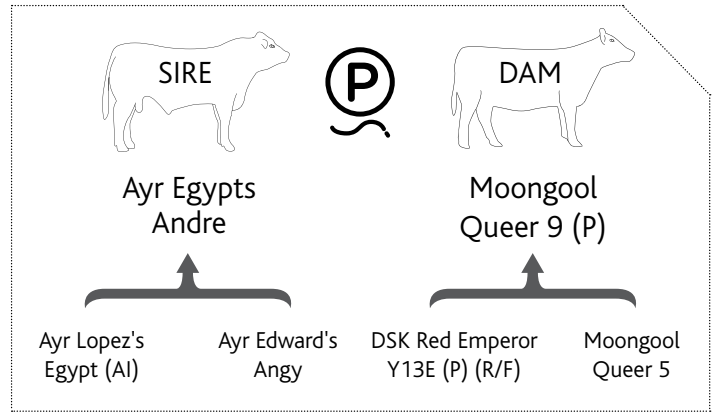 SIRE
P
DAM
Ayr Egypts
Andre
Moongool
Queer 9 (P)
Ayr Lopez's
Egypt (AI)
Ayr Edward's
Angy
DSK Red Emperor
Y13E (P) (R/F)
Moongool
Queer 5